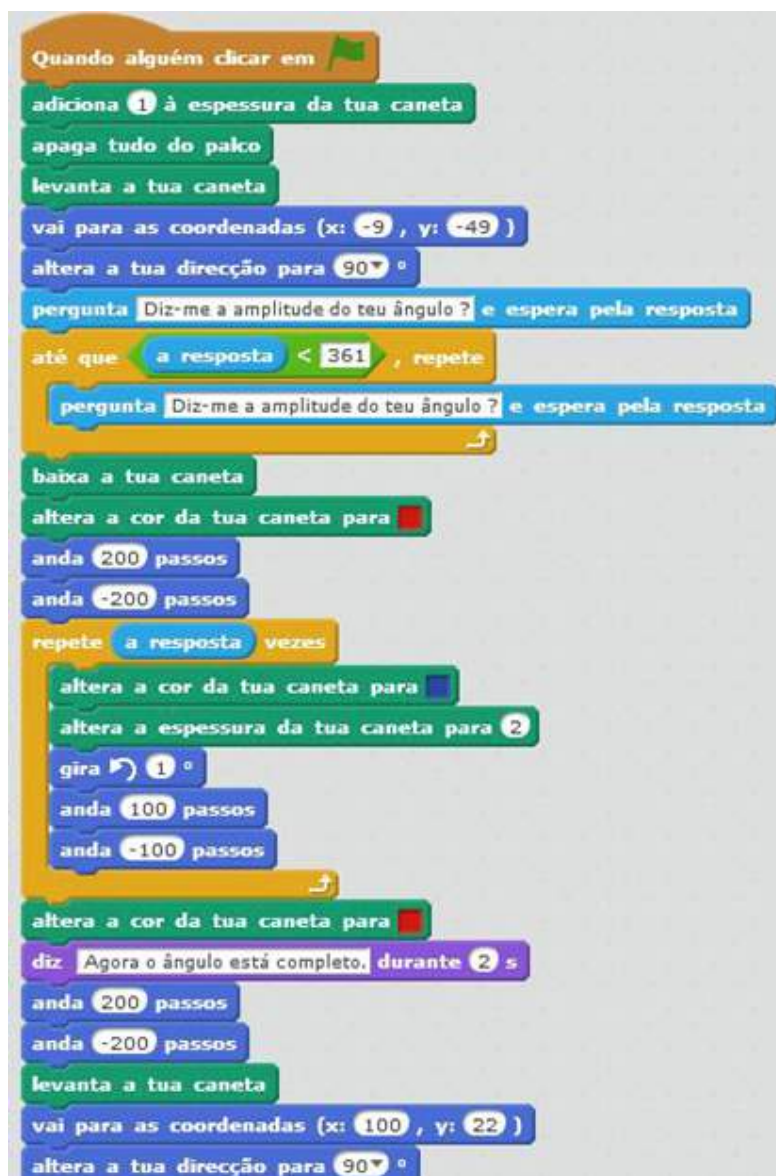 Quando alguém clicar em
adiciona 1 à espessura da tua caneta
apaga tudo do palco
levanta a tua caneta
vai para as coordenadas (x: -9 , y: -49 )
altera a tua direcção para 90 °
pergunta Diz-me a amplitude do teu ângulo ? e espera pela resposta
até que a resposta < 361 , repete
pergunta Diz-me a amplitude do teu ângulo ? e espera pela resposta
baixa a tua caneta
altera a cor da tua caneta para
anda 200 passos
anda -200 passos
repete a resposta vezes
altera a cor da tua caneta para
altera a espessura da tua caneta para 2
gira 1 °
anda 100 passos
anda -100 passos
altera a cor da tua caneta para
diz Agora o ângulo está completo. durante 2 s
anda 200 passos
anda -200 passos
levanta a tua caneta
vai para as coordenadas (x: 100 , y: 22 )
altera a tua direcção para 90 °